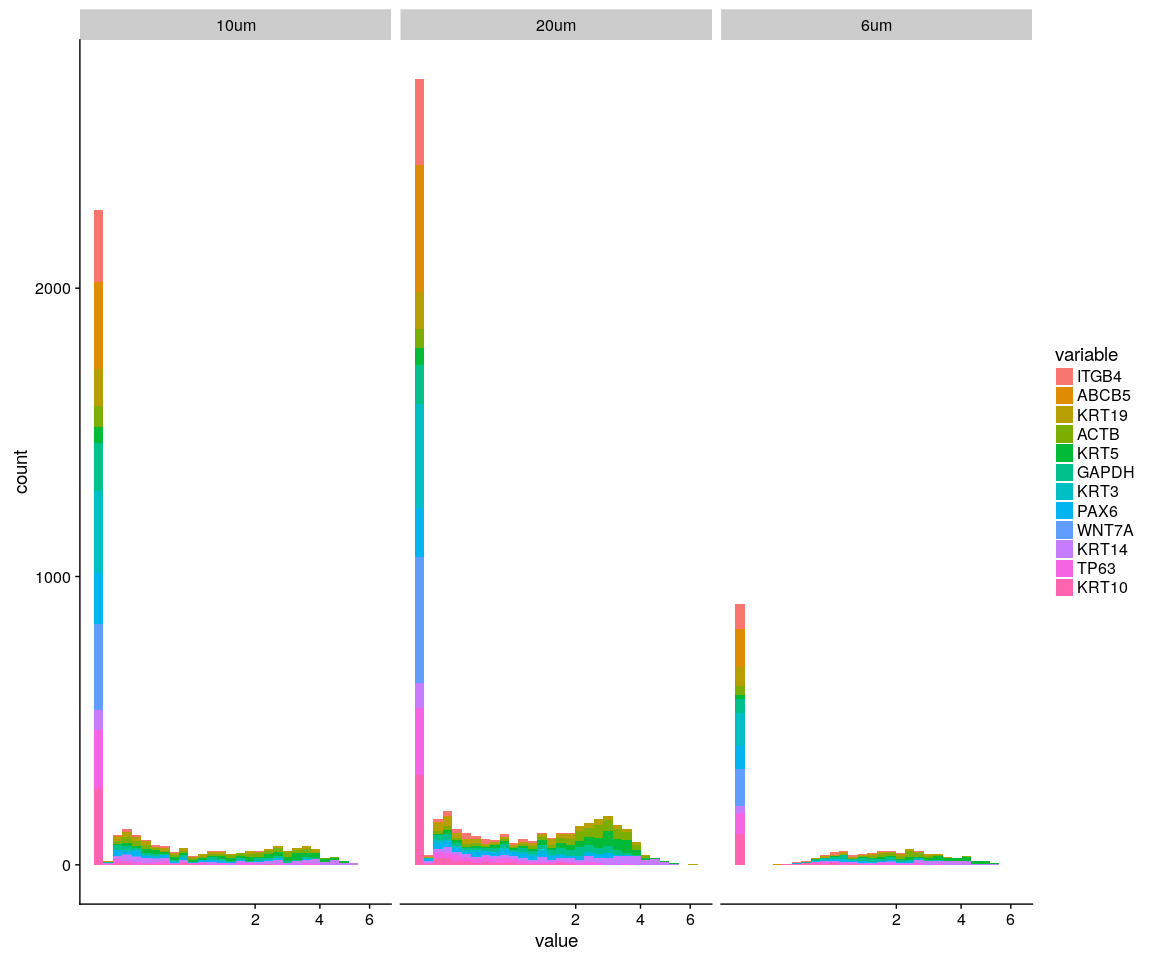 10um 20um 6um
2000
1000
0
count
2 4 6 2 4 6 2 4 6
value
variable
ITGB4
ABCB5
KRT19
ACTB
KRT5
GAPDH
KRT3
PAX6
WNT7A
KRT14
TP63
KRT10